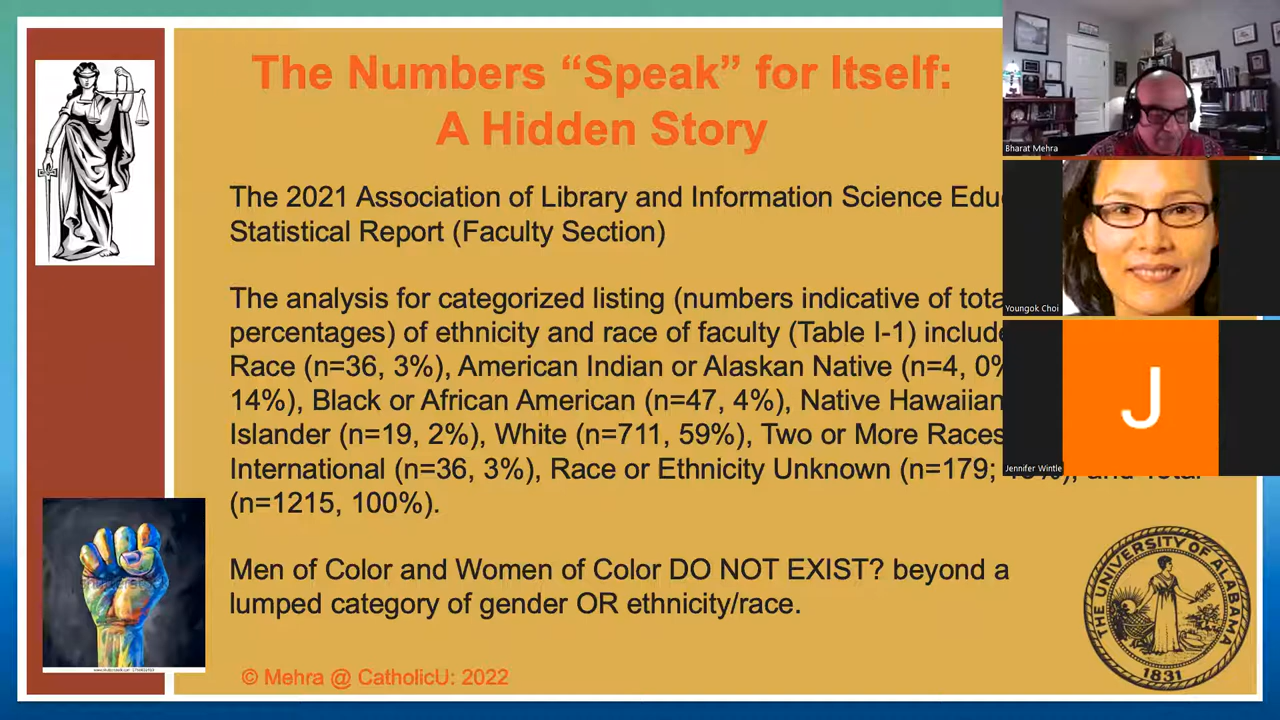 The Numbers “Speak” for Itself:
A Hidden Story
The 2021 Association of Library and Information Science
Statistical Report (Faculty Section)
The analysis for categorized listing (numbers indicative of
percentages) of ethnicity and race of faculty (Table I-1)
Race (n=36, 3%), American Indian or Alaskan Native (n=4, 0%
14%), Black or African American (n=47, 4%), Native Hawaiian
Islander (n=19, 2%), White (n=711, 59%), Two or More Races
International (n=36, 3%), Race or Ethnicity Unknown (n=179;
(n=1215, 100%).
Men of Color and Women of Color DO NOT EXIST? beyond a
lumped category of gender OR ethnicity/race.
© Mehra @ CatholicU: 2022
THE UNIVERSITY OF ALABAMA
1831
Bharat Mehra
Youngok Choi
J
Jennifer Wintle